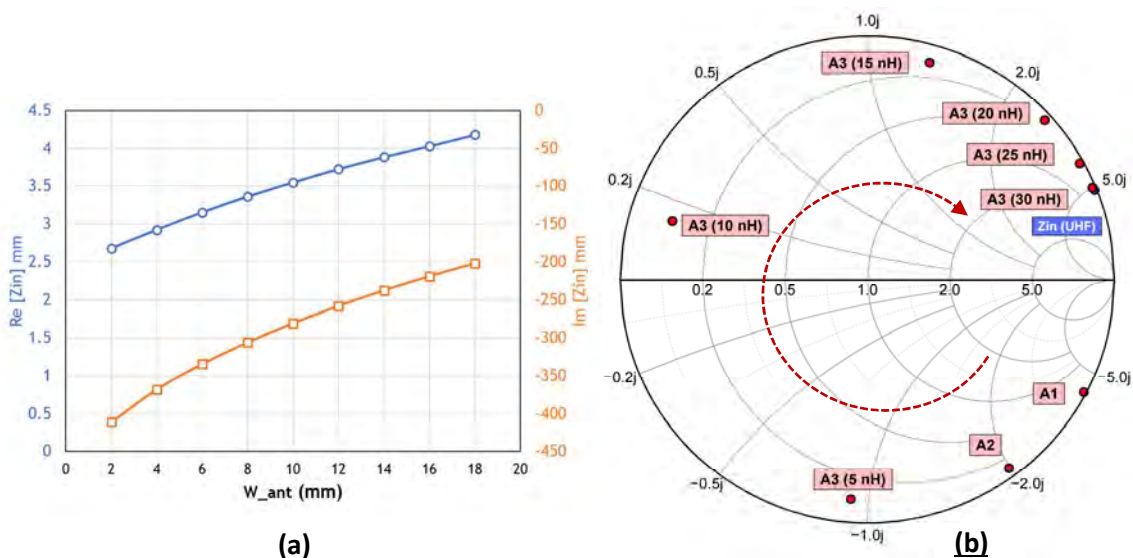 4.5
4
3.5
3
2.5
2
1.5
1
0.5
0
Re [Zin] mm
0
-50
-100
-150
-200
-250
-300
-350
-400
-450
Im [Zin] mm
0 2 4 6 8 10 12 14 16 18 20
W_ant (mm)
(a)
1.0j
0.5j
2.0j
A3 (15 nH)
A3 (20 nH)
A3 (25 nH)
0.2j
5.0j
A3 (30 nH)
A3 (10 nH)
Zin (UHF)
0.2 0.5 1.0 2.0 5.0
−0.2j
−5.0j
A1
A2
A3 (5 nH)
−0.5j
−2.0j
−1.0j
(b)